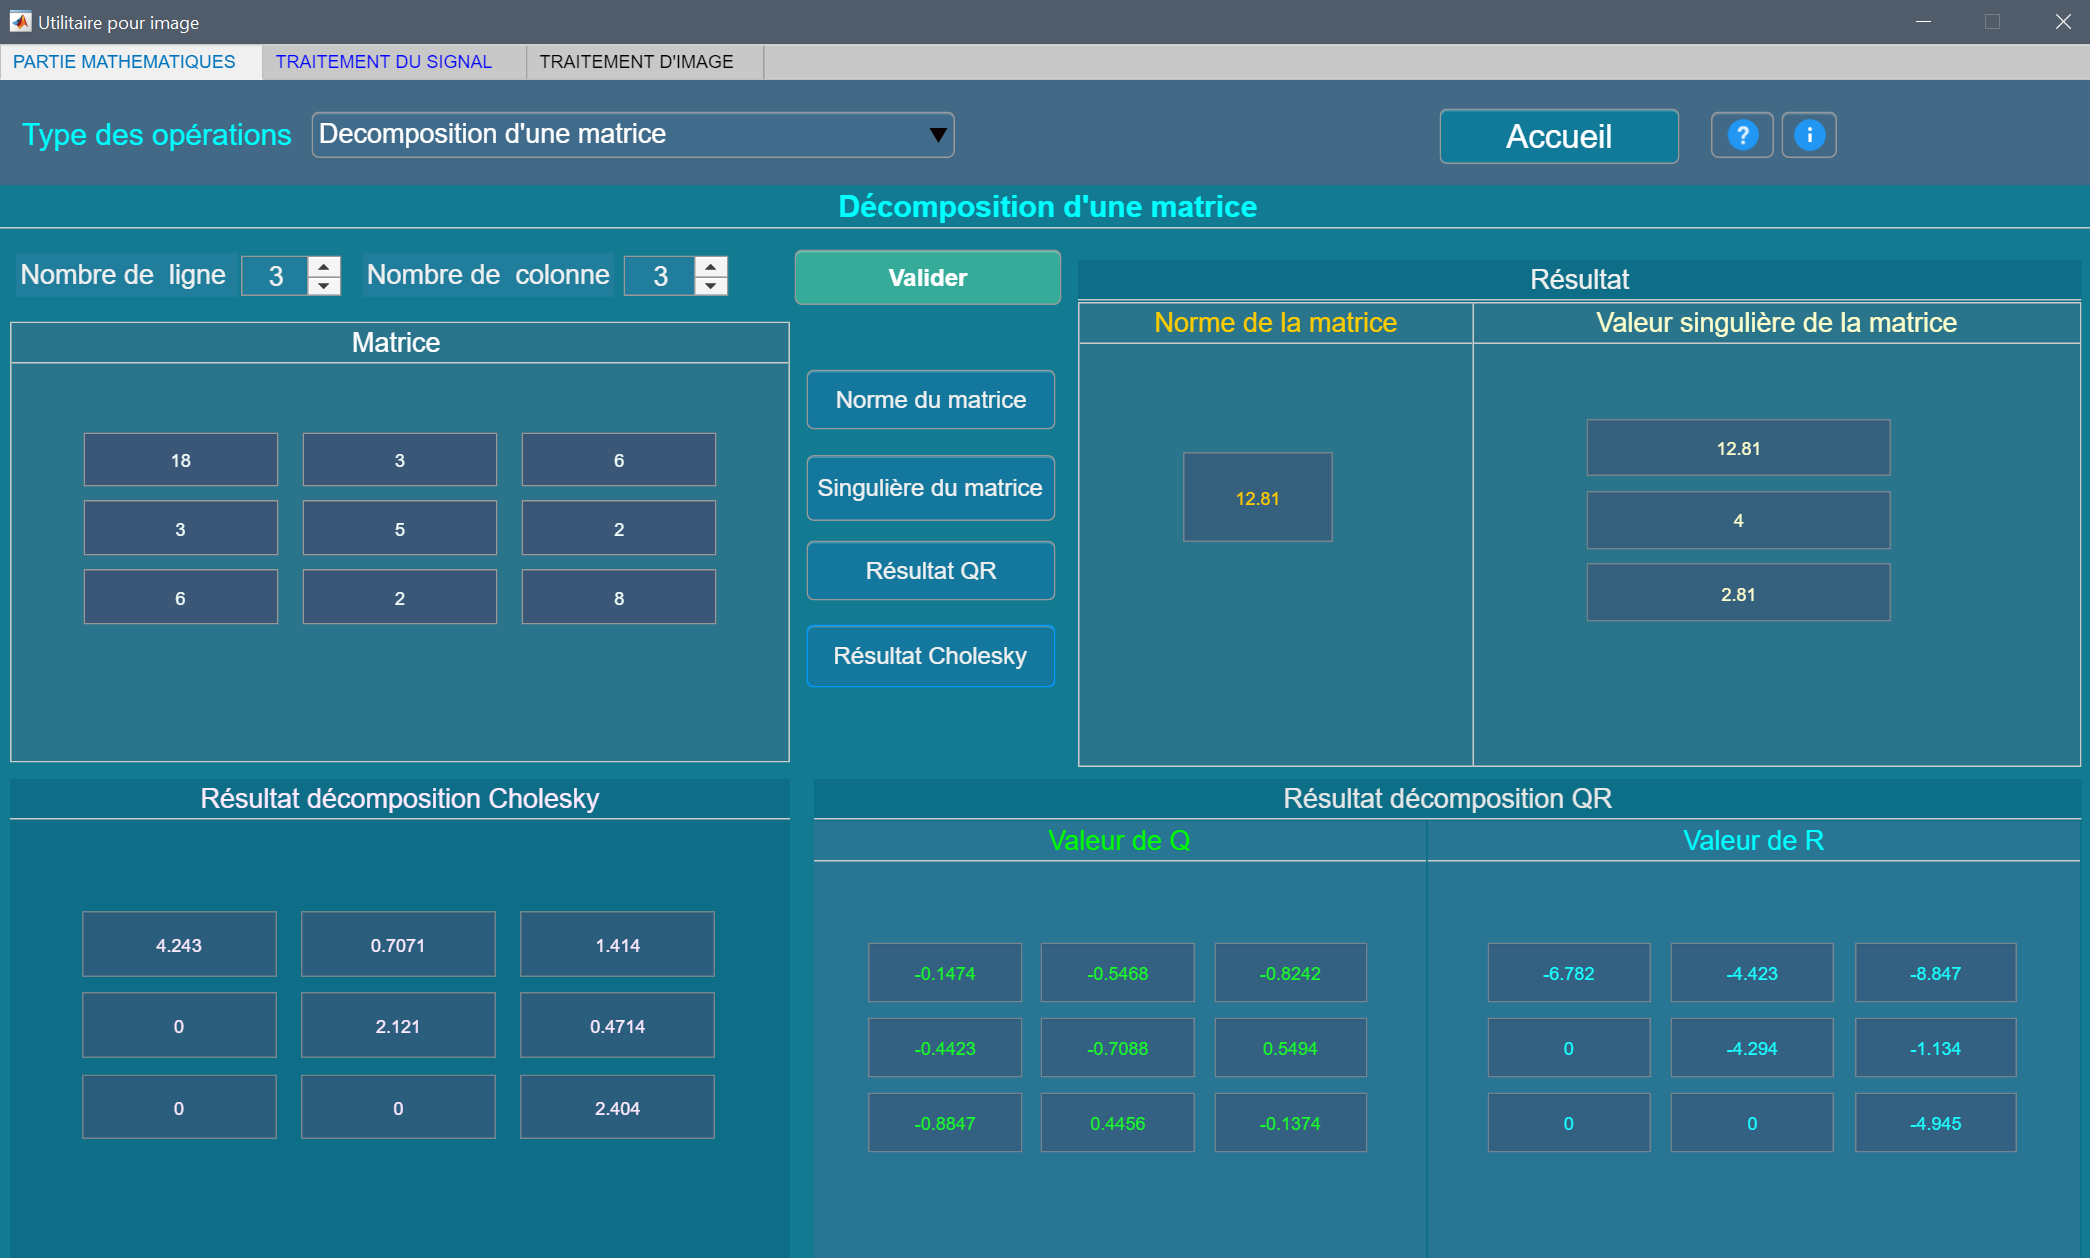 Utilitaire pour image
PARTIE MATHEMATIQUES TRAITEMENT DU SIGNAL TRAITEMENT D'IMAGE
Type des opérations Decomposition d'une matrice Accueil ? i
Décomposition d'une matrice
Nombre de ligne 3 Nombre de colonne 3 Valider
Résultat
Norme de la matrice Valeur singulière de la matrice
Matrice
18 3 6
3 5 2
6 2 8
Norme du matrice
Singulière du matrice
Résultat QR
Résultat Cholesky
12.81
12.81
4
2.81
Résultat décomposition Cholesky
4.243 0.7071 1.414
0 2.121 0.4714
0 0 2.404
Résultat décomposition QR
Valeur de Q
-0.1474 -0.5468 -0.8242
-0.4423 -0.7088 0.5494
-0.8847 0.4456 -0.1374
Valeur de R
-6.782 -4.423 -8.847
0 -4.294 -1.134
0 0 -4.945